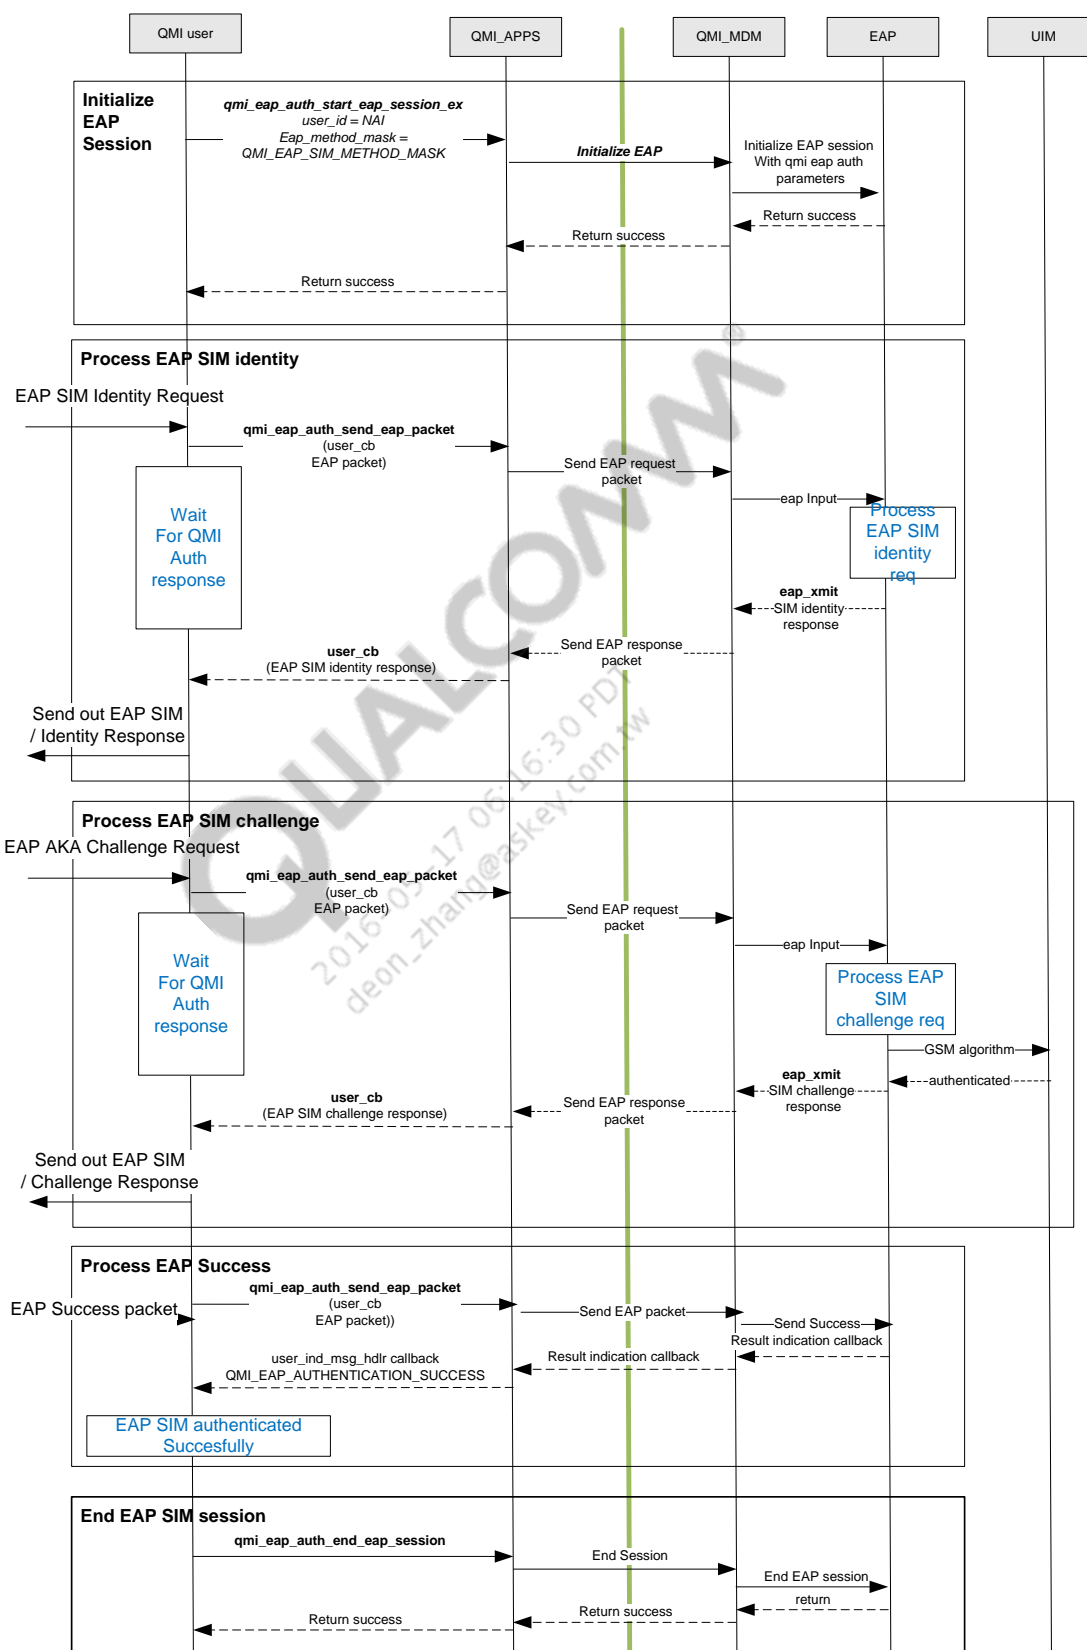 QMI user
QMI_APPS
QMI_MDM
EAP
UIM
Initialize
EAP
Session
qmi_eap_auth_start_eap_session_ex
user_id = NAI
Eap_method_mask =
QMI_EAP_SIM_METHOD_MASK
Initialize EAP
Initialize EAP session
With qmi eap auth
parameters
Return success
Return success
Return success
Process EAP SIM identity
EAP SIM Identity Request
qmi_eap_auth_send_eap_packet
(user_cb
EAP packet)
Send EAP request
packet
eap Input
Wait
For QMI
Auth
response
Process
EAP SIM
identity
req
eap_xmit
SIM identity
response
Send EAP response
packet
user_cb
(EAP SIM identity response)
Send out EAP SIM
/ Identity Response
Process EAP SIM challenge
EAP AKA Challenge Request
qmi_eap_auth_send_eap_packet
(user_cb
EAP packet)
Send EAP request
packet
eap Input
Wait
For QMI
Auth
response
Process EAP
SIM
challenge req
GSM algorithm
authenticated
eap_xmit
SIM challenge
response
Send EAP response
packet
user_cb
(EAP SIM challenge response)
Send out EAP SIM
/ Challenge Response
Process EAP Success
qmi_eap_auth_send_eap_packet
(user_cb
EAP packet))
EAP Success packet
Send EAP packet
Send Success
Result indication callback
Result indication callback
user_ind_msg_hdlr callback
QMI_EAP_AUTHENTICATION_SUCCESS
EAP SIM authenticated
Succesfully
End EAP SIM session
qmi_eap_auth_end_eap_session
End Session
End EAP session
return
Return success
Return success
QUALCOMM®
2016-05-17 06:16:30 PDT
deon_zhang@askey.com.tw